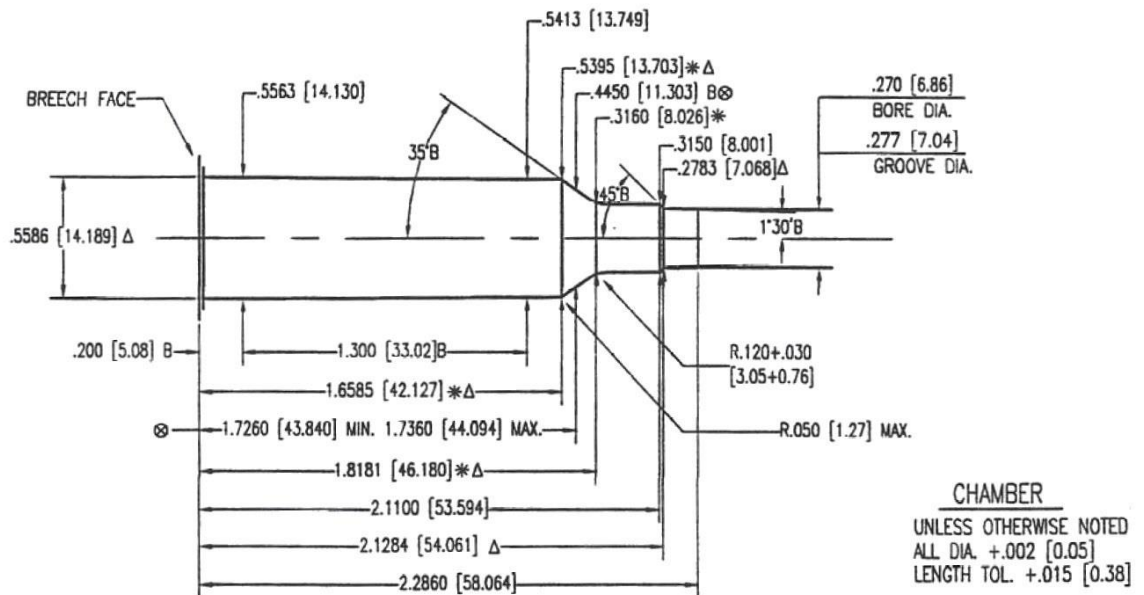 .5413 [13.749]
.5395 [13.703]*Δ
.5563 [14.130]
.4450 [11.303] B⊗
.270 [6.86]
BORE DIA.
BREECH FACE
.3160 [8.026]*
.3150 [8.001]
.277 [7.04]
GROOVE DIA.
35°B
.2783 [7.068]Δ
45°B
1°30'B
.5586 [14.189] Δ
.200 [5.08] B
1.300 [33.02]B
R.120+.030
[3.05+0.76]
1.6585 [42.127]*Δ
⊗ 1.7260 [43.840] MIN. 1.7360 [44.094] MAX.
R.050 [1.27] MAX.
1.8181 [46.180]*Δ
2.1100 [53.594]
2.1284 [54.061] Δ
2.2860 [58.064]
CHAMBER
UNLESS OTHERWISE NOTED
ALL DIA. +.002 [0.05]
LENGTH TOL. +.015 [0.38]